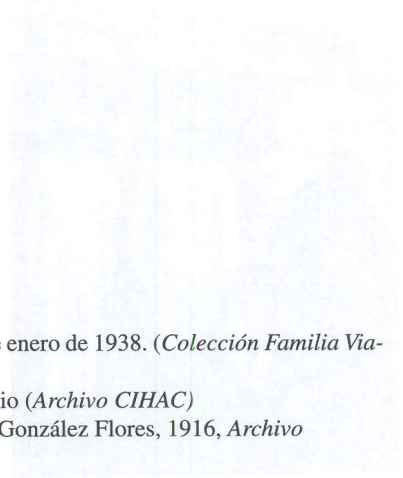 enero de 1938. (Colección Familia Via-
io (Archivo CIHAC)
González Flores, 1916, Archivo